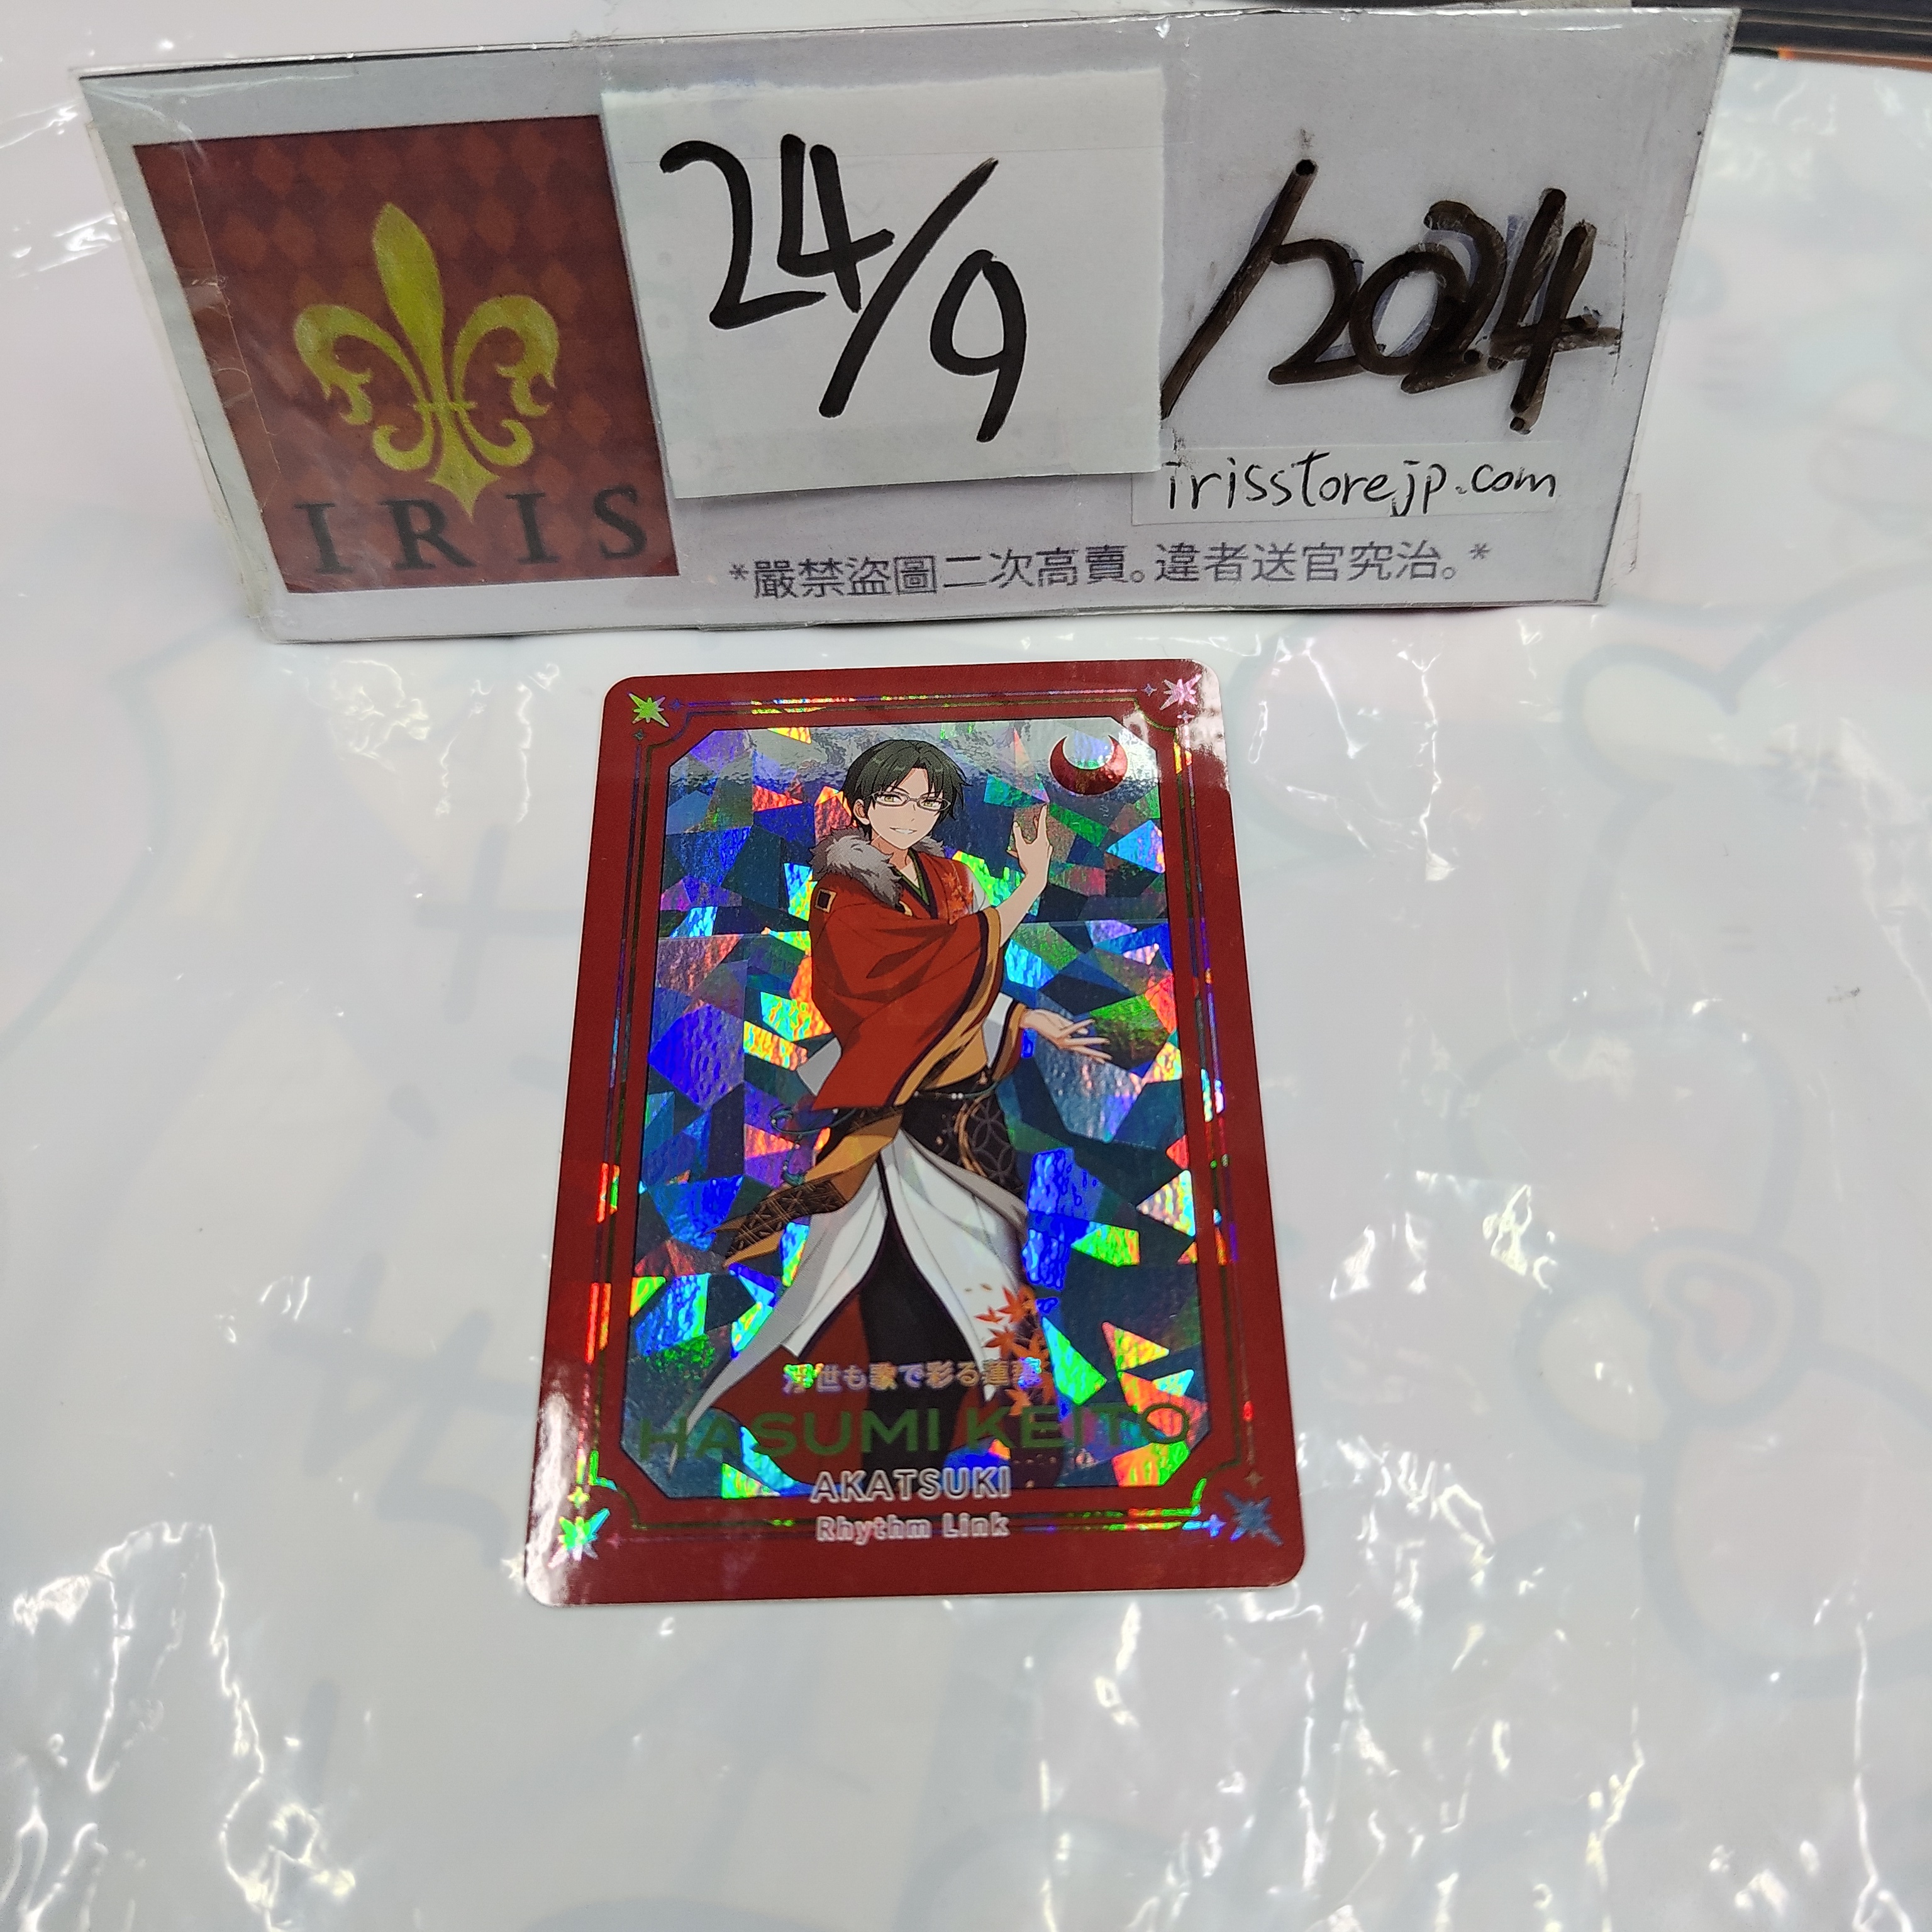 24/9
/2024
irisstorejp.com
IRIS
*嚴禁盜圖二次高賣。違者送官究治。*
浮世も歌で彩る蓮華
HASUMI KEITO
AKATSUKI
Rhythm Link